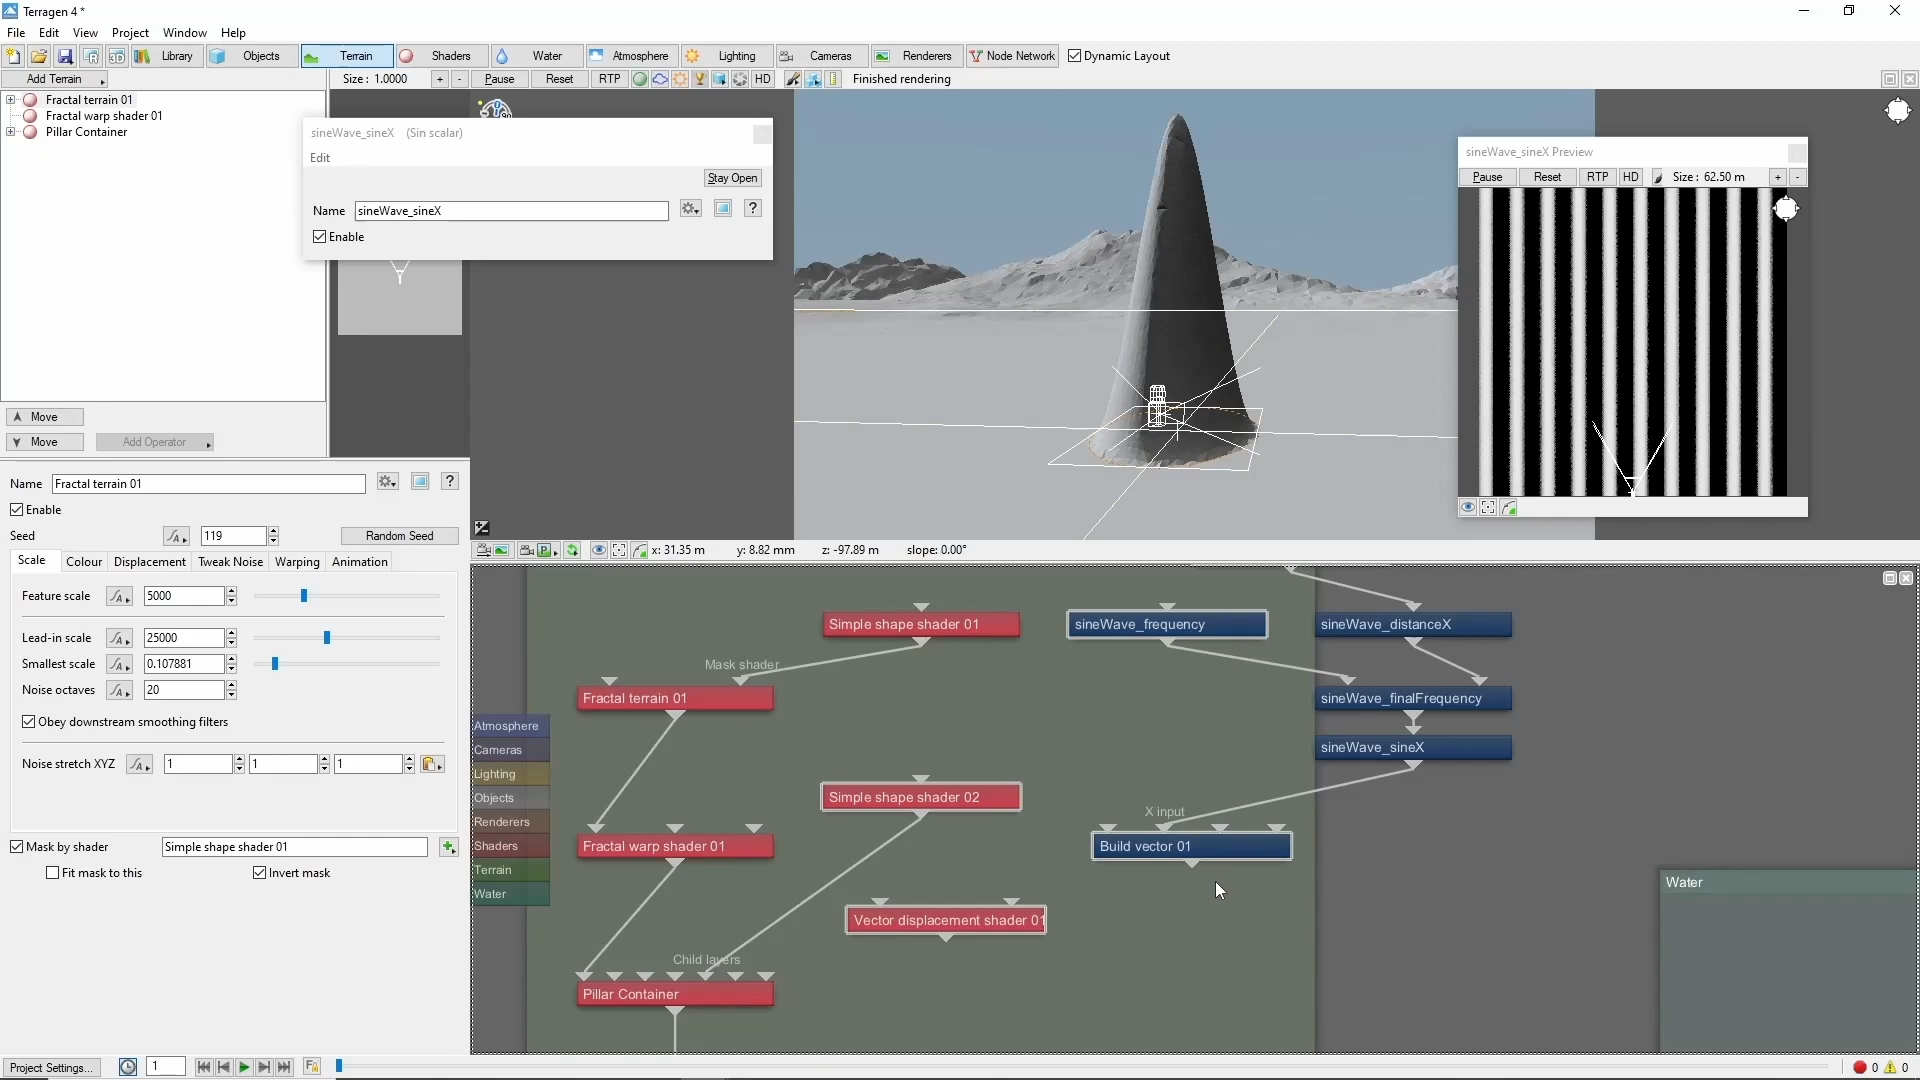 Terragen 4 *
File Edit View Project Window Help
Library Objects Terrain Shaders Water Atmosphere Lighting Cameras Renderers Node Network Dynamic Layout
Add Terrain Size : 1.0000 + - Pause Reset RTP HD Finished rendering
Fractal terrain 01
Fractal warp shader 01
Pillar Container
sineWave_sineX (Sin scalar)
Edit
Stay Open
Name sineWave_sineX ?
Enable
sineWave_sineX Preview
Pause Reset RTP HD Size : 62.50 m + -
Move
Move Add Operator
Name Fractal terrain 01 ?
Enable
Seed 119 Random Seed
Scale Colour Displacement Tweak Noise Warping Animation
Feature scale 5000
Lead-in scale 25000
Smallest scale 0.107881
Noise octaves 20
Obey downstream smoothing filters
Noise stretch XYZ 1 1 1
Mask by shader Simple shape shader 01
Fit mask to this Invert mask
x: 31.35 m y: 8.82 mm z: -97.89 m slope: 0.00°
Simple shape shader 01
sineWave_frequency
sineWave_distanceX
Mask shader
Fractal terrain 01
sineWave_finalFrequency
Atmosphere
Cameras
Lighting
Objects
Renderers
Shaders
Terrain
Water
sineWave_sineX
Simple shape shader 02
X input
Fractal warp shader 01
Build vector 01
Water
Vector displacement shader 01
Child layers
Pillar Container
Project Settings... 1 0 0